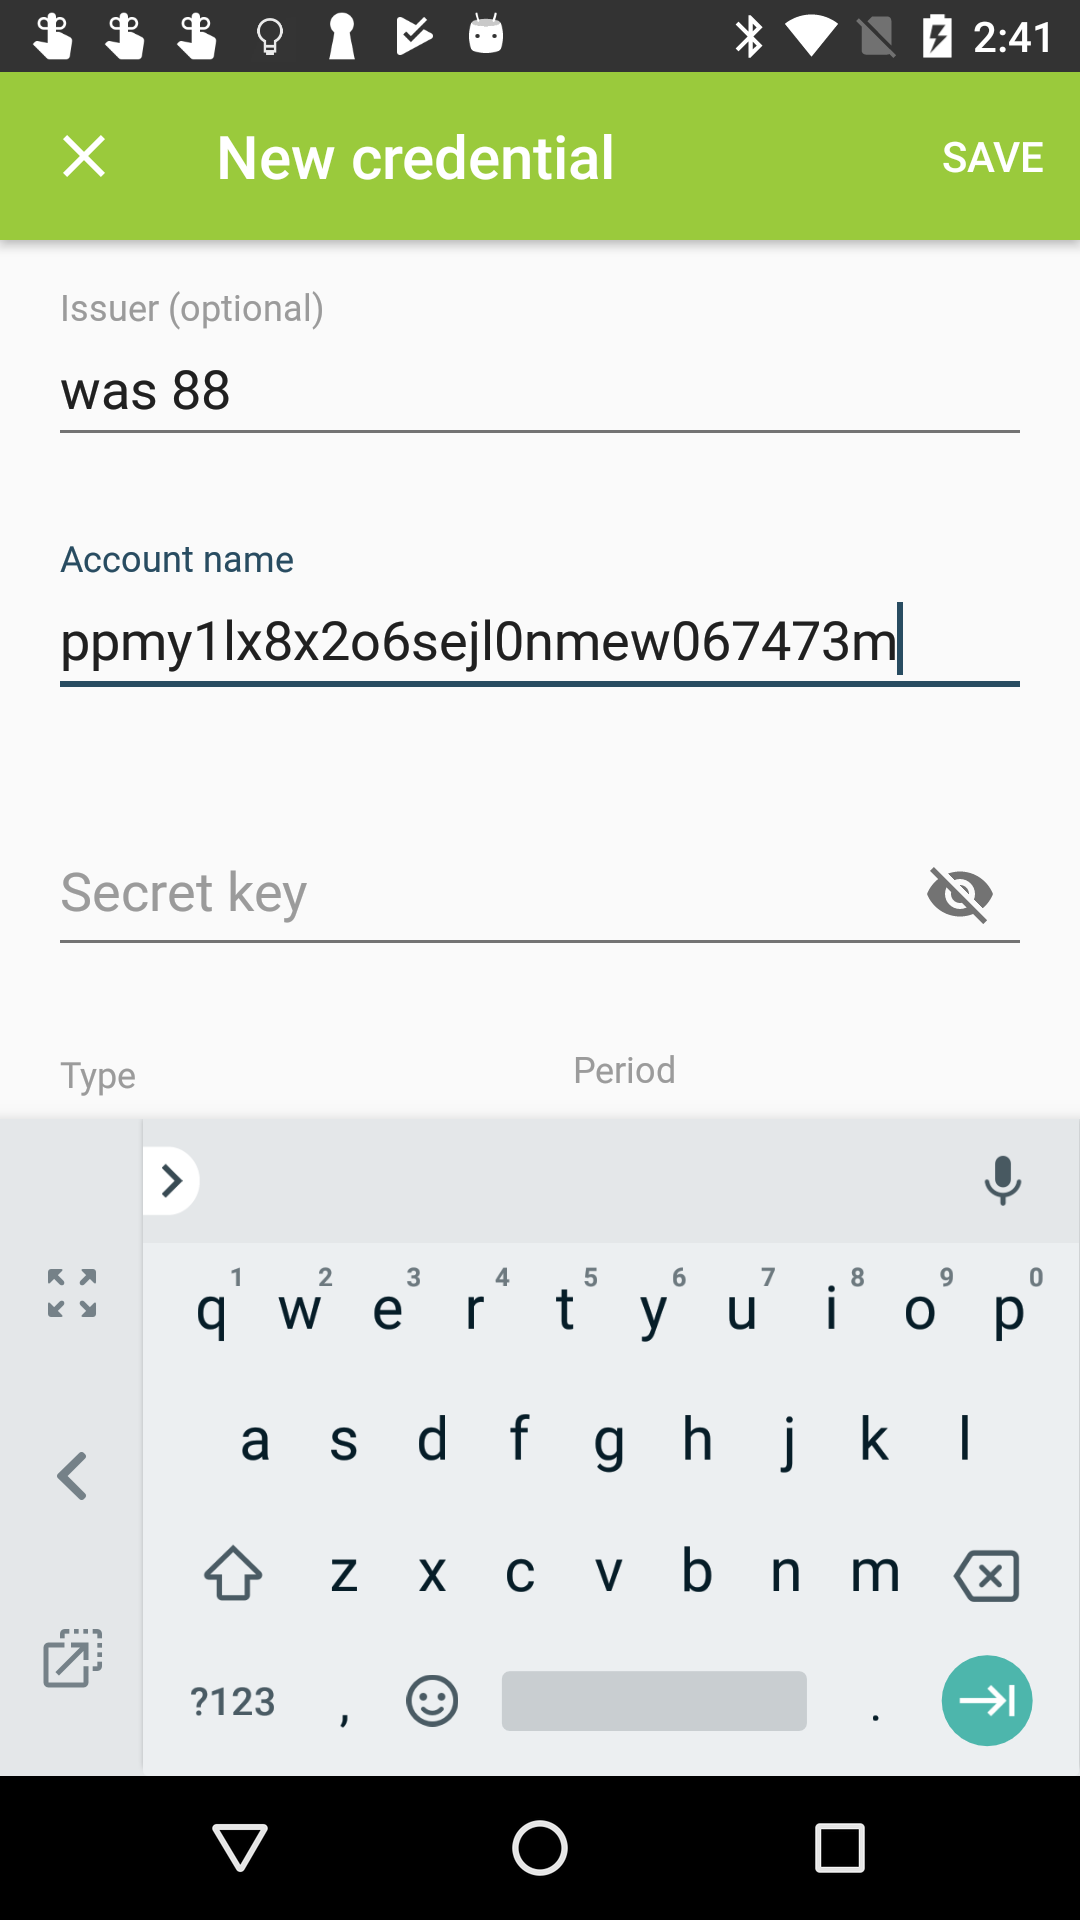 2:41
New credential SAVE
Issuer (optional)
was 88
Account name
ppmy1lx8x2o6sejl0nmew067473m
Secret key
Type Period
1 2 3 4 5 6 7 8 9 0
q w e r t y u i o p
a s d f g h j k l
z x c v b n m
?123 , .